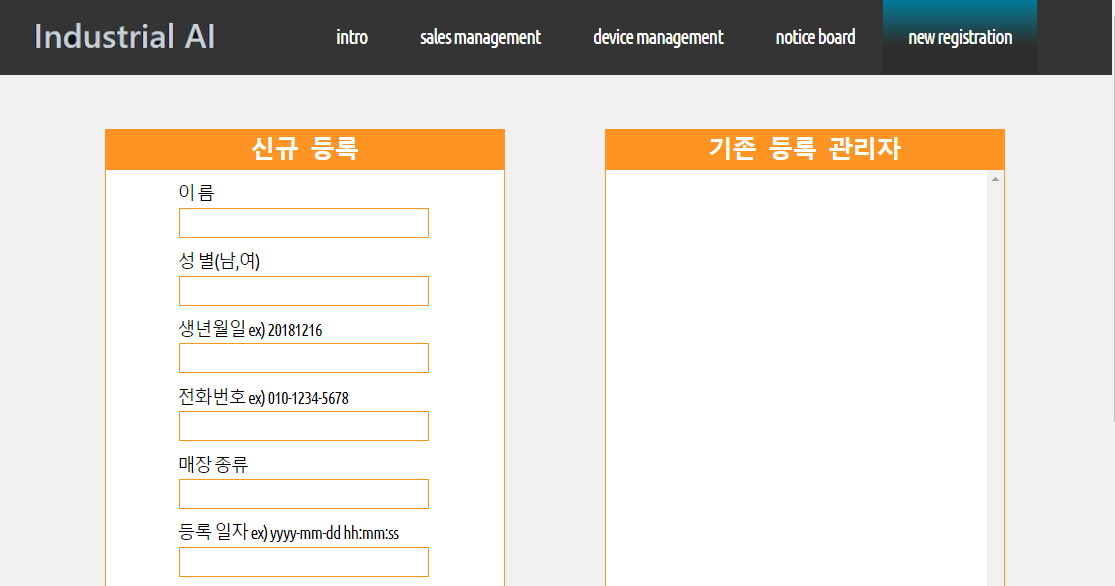 Industrial AI
intro
sales management
device management
notice board
new registration
신규 등록
이 름
성 별(남,여)
생년월일 ex) 20181216
전화번호 ex) 010-1234-5678
매장 종류
등록 일자 ex) yyyy-mm-dd hh:mm:ss
기존 등록 관리자